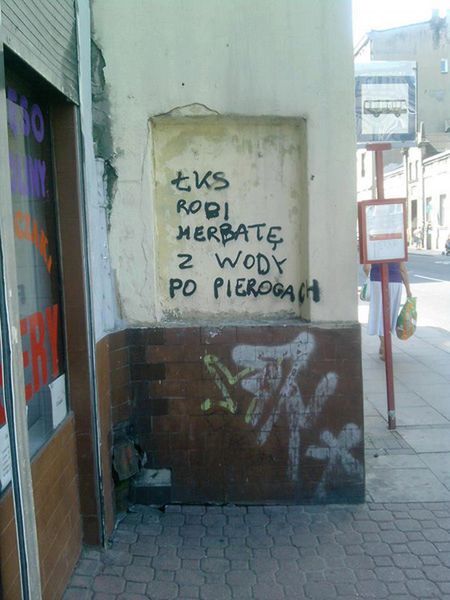 ŁKS
ROBI
HERBATĘ
Z WODY
PO PIEROGACH